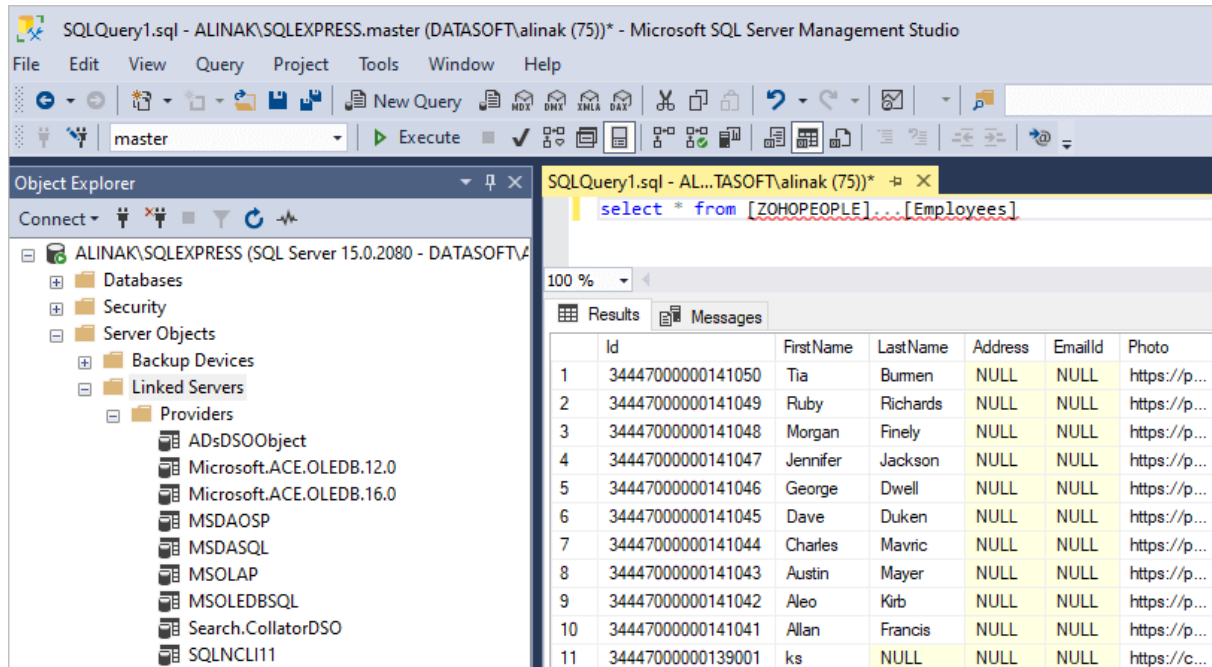 SQLQuery1.sql - ALINAK\SQLEXPRESS.master (DATASOFT\alinak (75))* - Microsoft SQL Server Management Studio
File Edit View Query Project Tools Window Help
New Query MDX DMX XMLA DAX
master Execute
Object Explorer
Connect
ALINAK\SQLEXPRESS (SQL Server 15.0.2080 - DATASOFT\A
Databases
Security
Server Objects
Backup Devices
Linked Servers
Providers
ADsDSOObject
Microsoft.ACE.OLEDB.12.0
Microsoft.ACE.OLEDB.16.0
MSDAOSP
MSDASQL
MSOLAP
MSOLEDBSQL
Search.CollatorDSO
SQLNCLI11
SQLQuery1.sql - AL...TASOFT\alinak (75))*
select * from [ZOHOPEOPLE]...[Employees]
100 %
Results Messages
Id FirstName LastName Address EmailId Photo
1 34447000000141050 Tia Burmen NULL NULL https://p...
2 34447000000141049 Ruby Richards NULL NULL https://p...
3 34447000000141048 Morgan Finely NULL NULL https://p...
4 34447000000141047 Jennifer Jackson NULL NULL https://p...
5 34447000000141046 George Dwell NULL NULL https://p...
6 34447000000141045 Dave Duken NULL NULL https://p...
7 34447000000141044 Charles Mavric NULL NULL https://p...
8 34447000000141043 Austin Mayer NULL NULL https://p...
9 34447000000141042 Aleo Kirb NULL NULL https://p...
10 34447000000141041 Allan Francis NULL NULL https://p...
11 34447000000139001 ks NULL NULL NULL https://c...